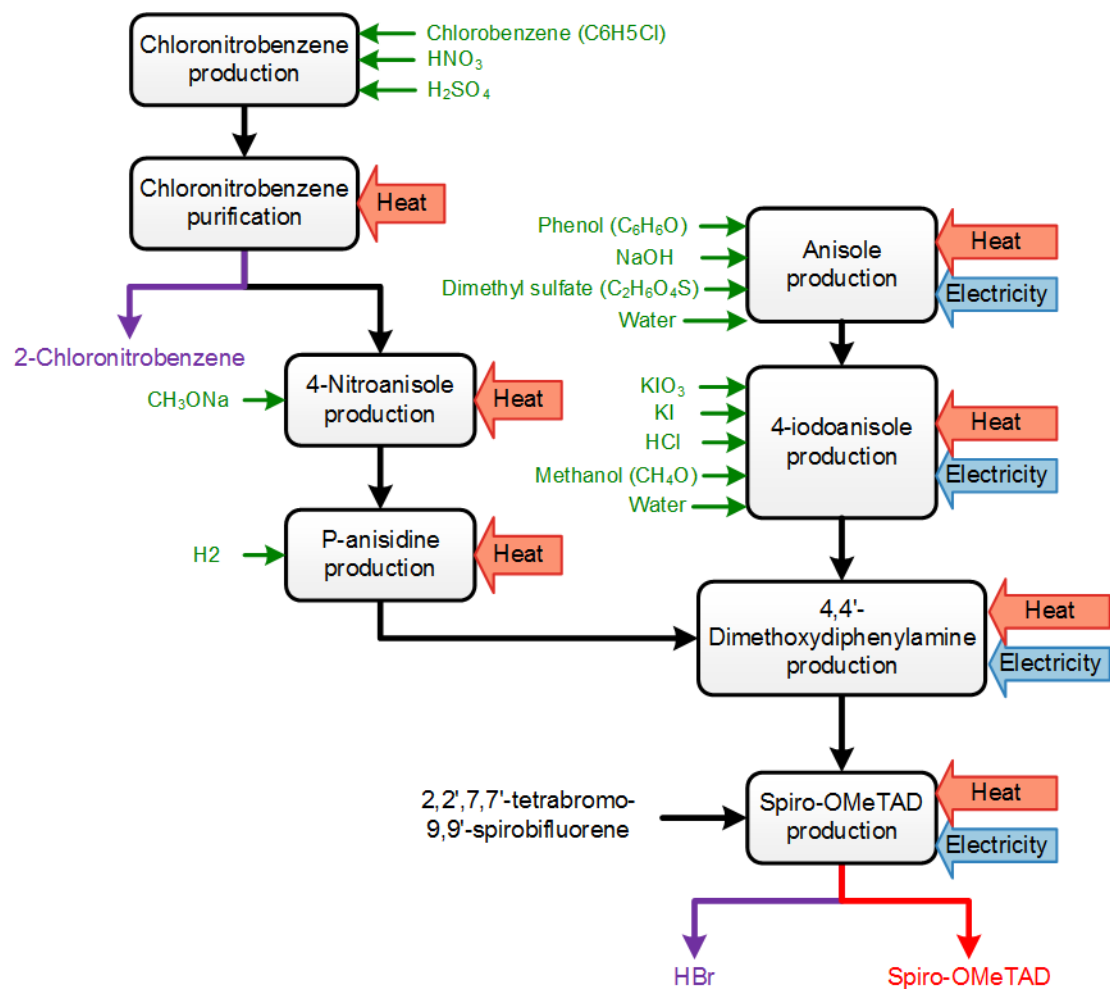 Chloronitrobenzene
production
Chlorobenzene (C6H5Cl)
HNO₃
H₂SO₄
Chloronitrobenzene
purification
Heat
2-Chloronitrobenzene
CH₃ONa
4-Nitroanisole
production
Heat
H2
P-anisidine
production
Heat
Phenol (C₆H₆O)
NaOH
Dimethyl sulfate (C₂H₆O₄S)
Water
Anisole
production
Heat
Electricity
KIO₃
KI
HCl
Methanol (CH₄O)
Water
4-iodoanisole
production
Heat
Electricity
4,4'-
Dimethoxydiphenylamine
production
Heat
Electricity
2,2',7,7'-tetrabromo-
9,9'-spirobifluorene
Spiro-OMeTAD
production
Heat
Electricity
HBr
Spiro-OMeTAD